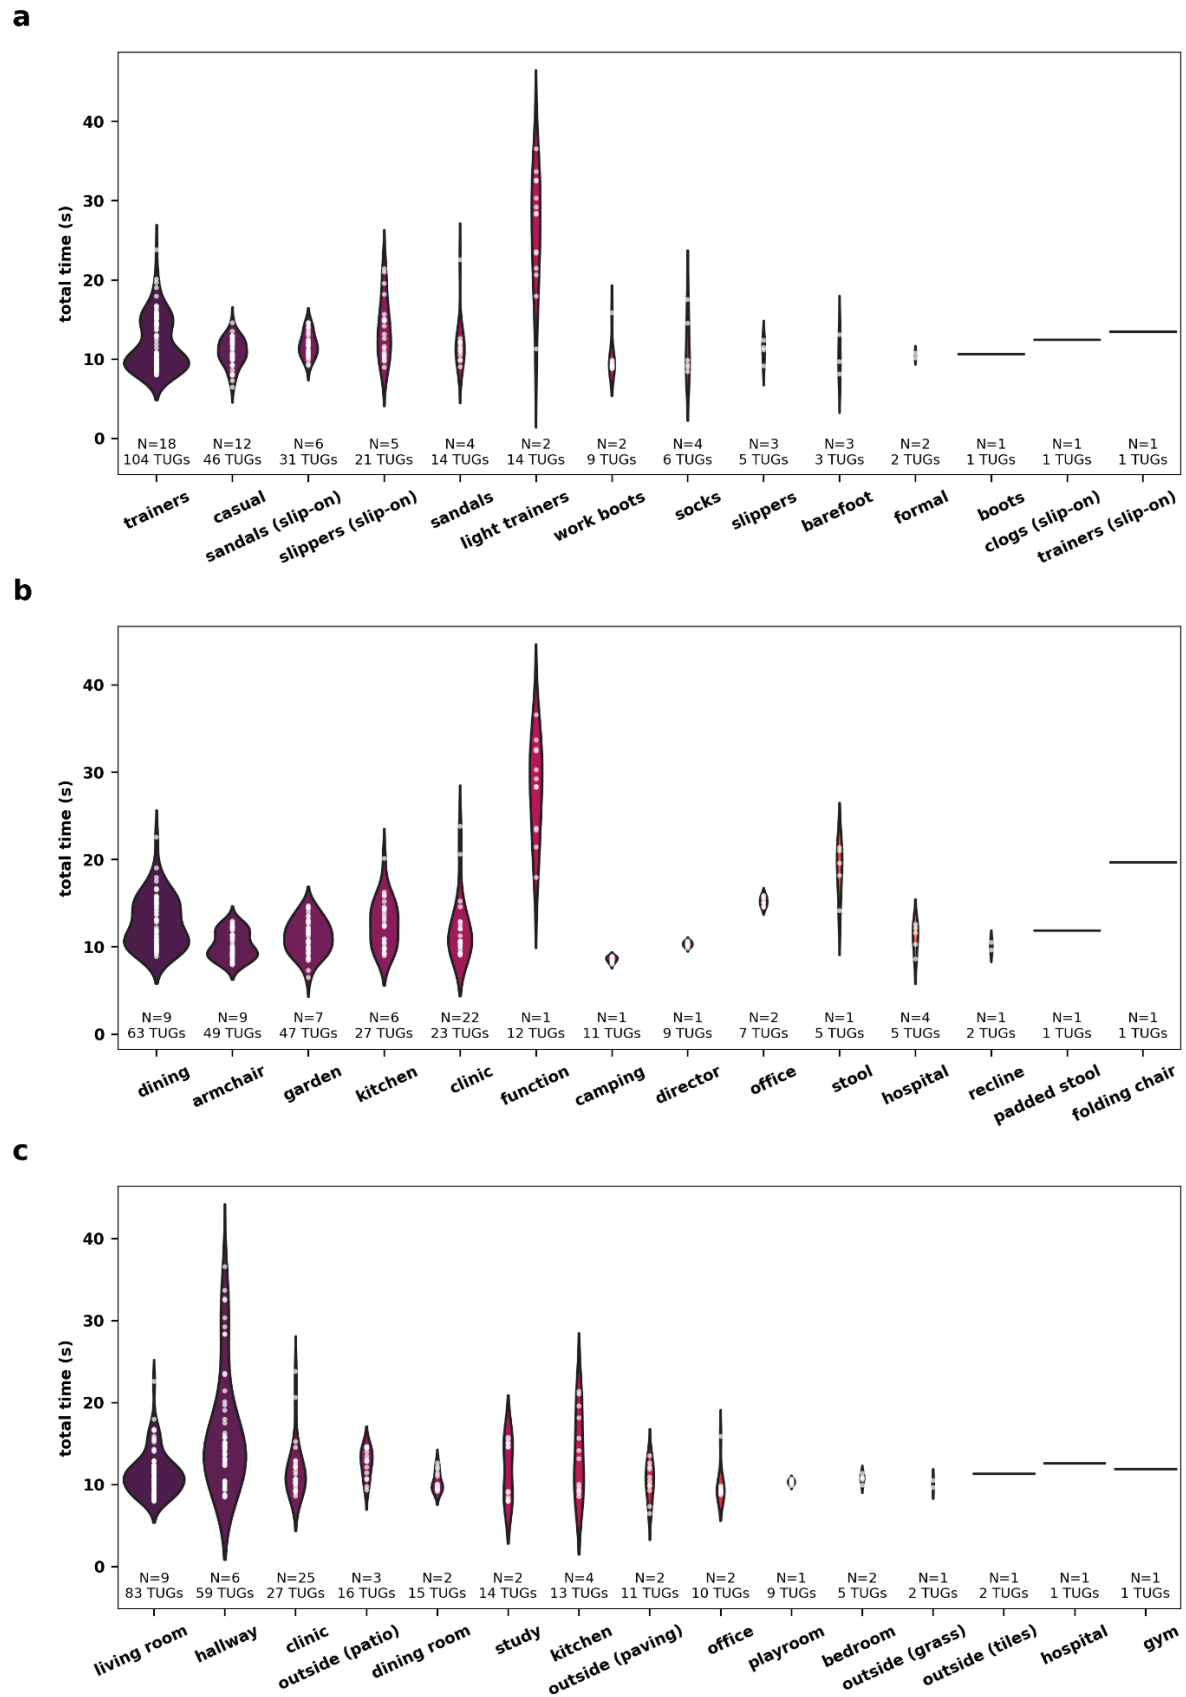 a
total time (s)
40
30
20
10
0
N=18 N=12 N=6 N=5 N=4 N=2 N=2 N=4 N=3 N=3 N=2 N=1 N=1 N=1
104 TUGs 46 TUGs 31 TUGs 21 TUGs 14 TUGs 14 TUGs 9 TUGs 6 TUGs 5 TUGs 3 TUGs 2 TUGs 1 TUGs 1 TUGs 1 TUGs
trainers casual sandals (slip-on) slippers (slip-on) sandals light trainers work boots socks slippers barefoot formal boots clogs (slip-on) trainers (slip-on)
b
total time (s)
40
30
20
10
0
N=9 N=9 N=7 N=6 N=22 N=1 N=1 N=1 N=2 N=1 N=4 N=1 N=1 N=1
63 TUGs 49 TUGs 47 TUGs 27 TUGs 23 TUGs 12 TUGs 11 TUGs 9 TUGs 7 TUGs 5 TUGs 5 TUGs 2 TUGs 1 TUGs 1 TUGs
dining armchair garden kitchen clinic function camping director office stool hospital recline padded stool folding chair
c
total time (s)
40
30
20
10
0
N=9 N=6 N=25 N=3 N=2 N=2 N=4 N=2 N=2 N=1 N=2 N=1 N=1 N=1 N=1
83 TUGs 59 TUGs 27 TUGs 16 TUGs 15 TUGs 14 TUGs 13 TUGs 11 TUGs 10 TUGs 9 TUGs 5 TUGs 2 TUGs 2 TUGs 1 TUGs 1 TUGs
living room hallway clinic outside (patio) dining room study kitchen outside (paving) office playroom bedroom outside (grass) outside (tiles) hospital gym